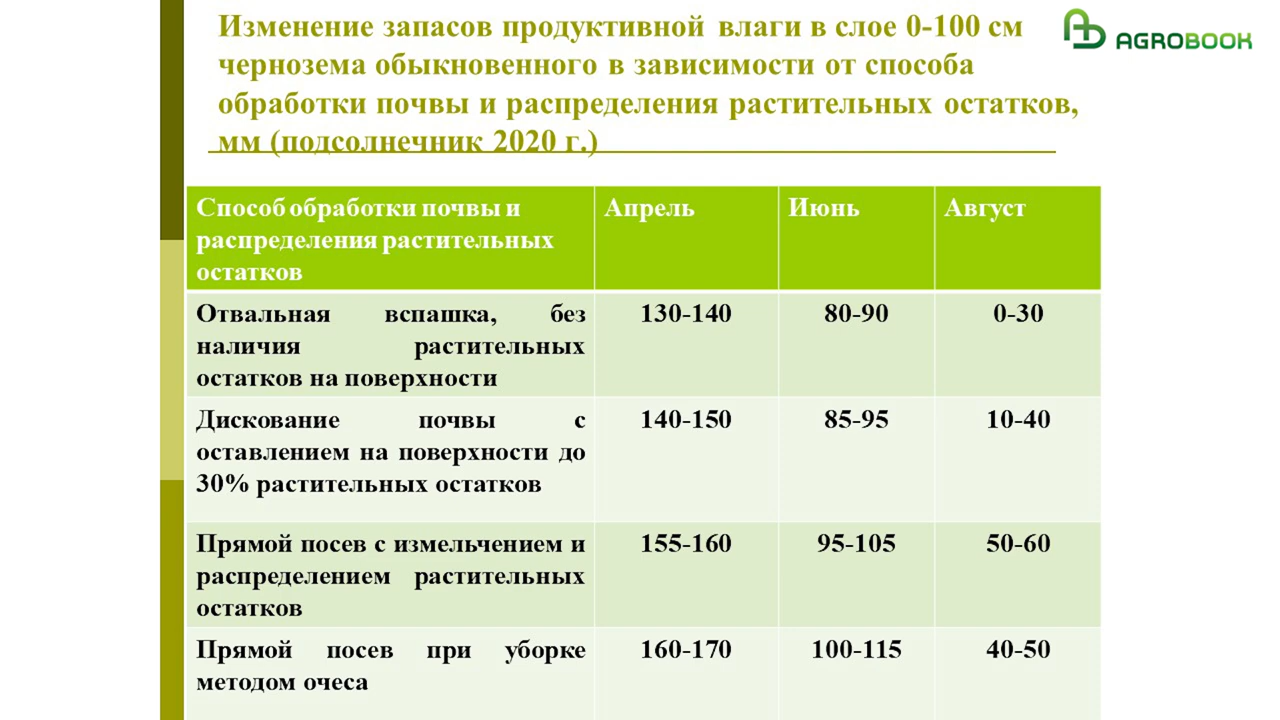 Изменение запасов продуктивной влаги в слое 0-100 см
чернозема обыкновенного в зависимости от способа
обработки почвы и распределения растительных остатков,
мм (подсолнечник 2020 г.)
AGROBOOK
Способ обработки почвы и
распределения растительных
остатков
Апрель
Июнь
Август
Отвальная вспашка, без
наличия растительных
остатков на поверхности
130-140
80-90
0-30
Дискование почвы с
оставлением на поверхности до
30% растительных остатков
140-150
85-95
10-40
Прямой посев с измельчением и
распределением растительных
остатков
155-160
95-105
50-60
Прямой посев при уборке
методом очеса
160-170
100-115
40-50